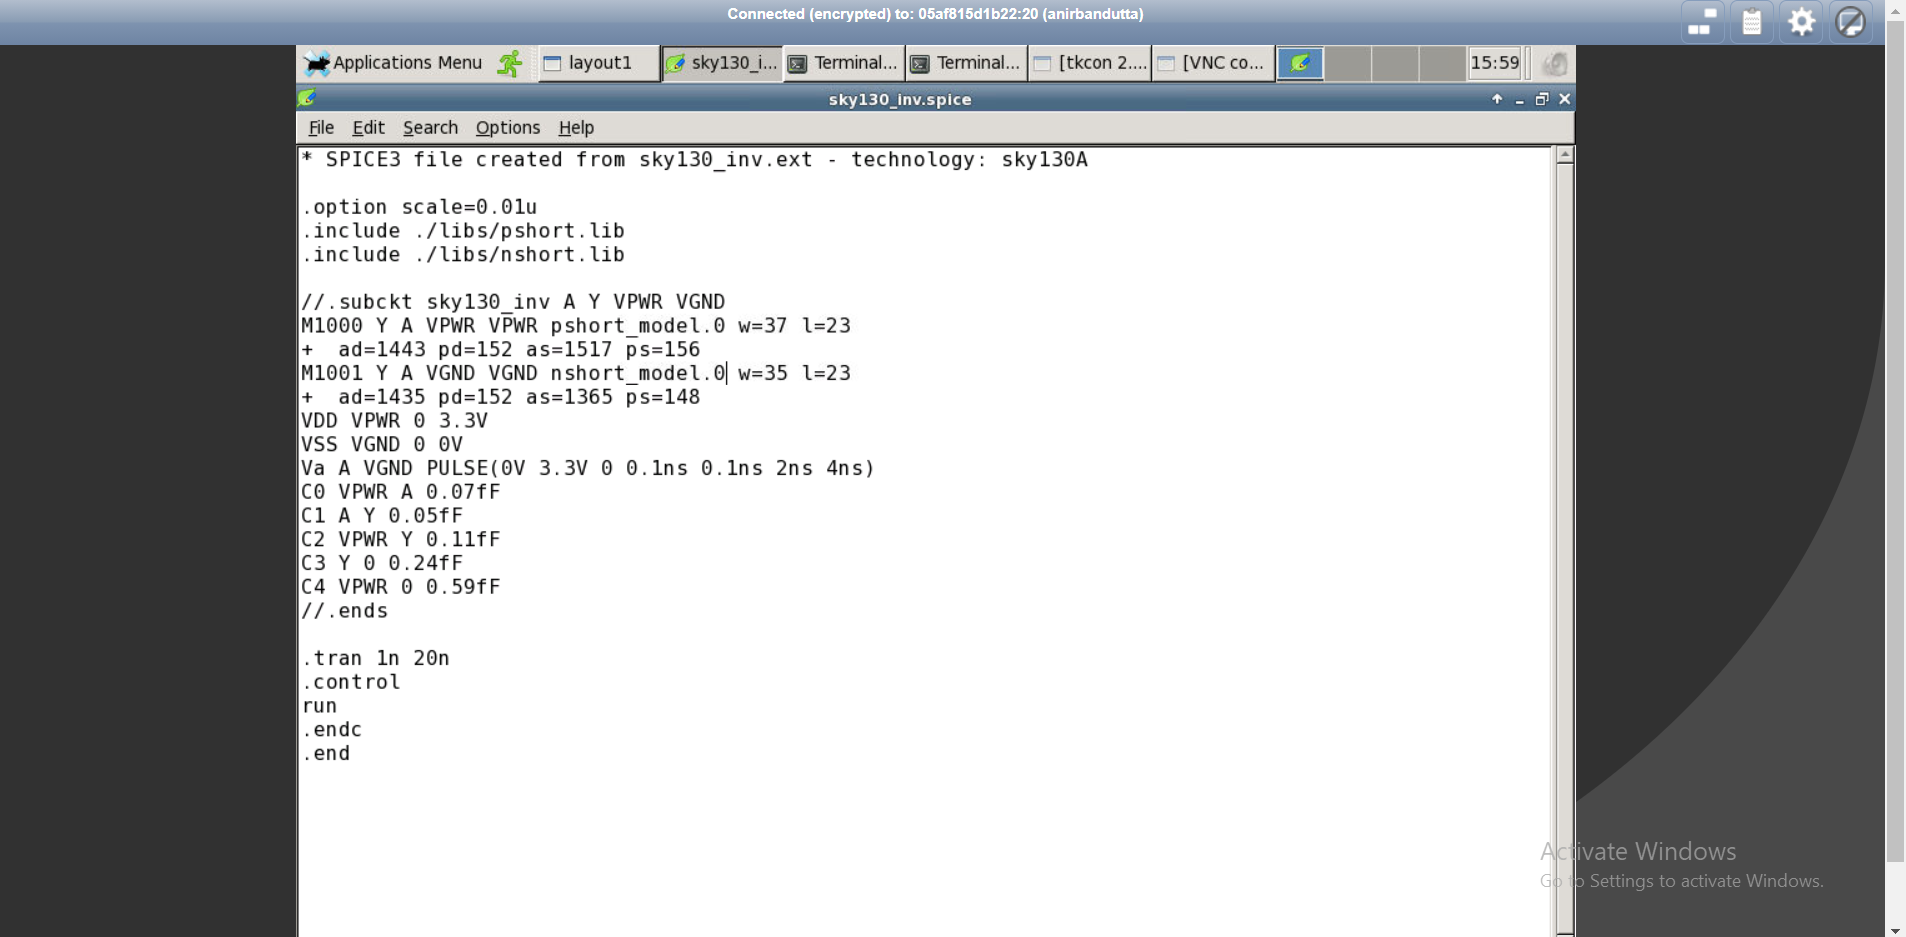 Connected (encrypted) to: 05af815d1b22:20 (anirbandutta)
Applications Menu layout1 sky130_i... Terminal... Terminal... [tkcon 2.... [VNC co... 15:59
sky130_inv.spice
File Edit Search Options Help
* SPICE3 file created from sky130_inv.ext - technology: sky130A
.option scale=0.01u
.include ./libs/pshort.lib
.include ./libs/nshort.lib
//.subckt sky130_inv A Y VPWR VGND
M1000 Y A VPWR VPWR pshort_model.0 w=37 l=23
+ ad=1443 pd=152 as=1517 ps=156
M1001 Y A VGND VGND nshort_model.0 w=35 l=23
+ ad=1435 pd=152 as=1365 ps=148
VDD VPWR 0 3.3V
VSS VGND 0 0V
Va A VGND PULSE(0V 3.3V 0 0.1ns 0.1ns 2ns 4ns)
C0 VPWR A 0.07fF
C1 A Y 0.05fF
C2 VPWR Y 0.11fF
C3 Y 0 0.24fF
C4 VPWR 0 0.59fF
//.ends
.tran 1n 20n
.control
run
.endc
.end
Activate Windows
Go to Settings to activate Windows.